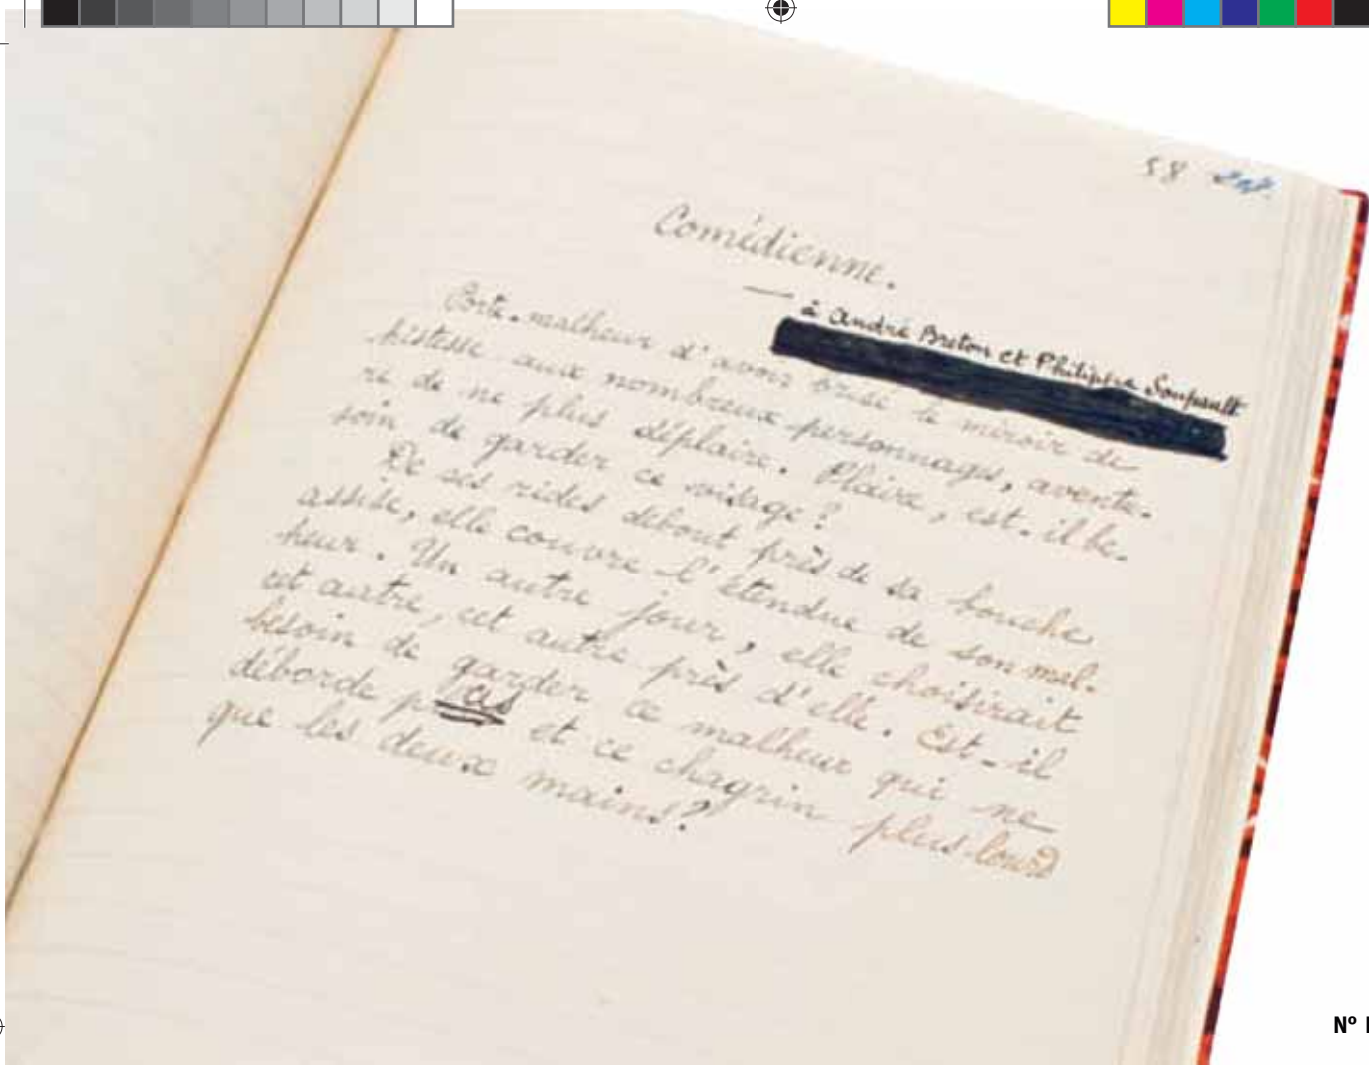 58
Comédienne.
à André Breton et Philippe Soupault
Porte-malheur d'avoir brisé le miroir de
tristesse aux nombreux personnages, avertie.
ri de ne plus déplaire. Plaire, est-il be-
soin de garder ce visage?
De ses rides debout près de sa bouche
assise, elle couvre l'étendue de son mal-
heur. Un autre jour, elle choisirait
cet autre, cet autre près d'elle. Est-il
besoin de garder ce malheur qui ne
déborde pas et ce chagrin plus lourd
que les deux mains?
Nº